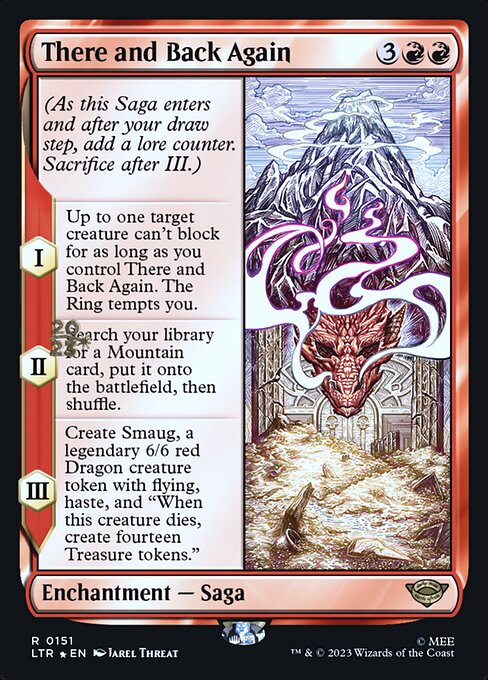 There and Back Again 3
(As this Saga enters
and after your draw
step, add a lore counter.
Sacrifice after III.)
I
Up to one target
creature can't block
for as long as you
control There and
Back Again. The
Ring tempts you.
2023
II
Search your library
for a Mountain
card, put it onto
the battlefield, then
shuffle.
III
Create Smaug, a
legendary 6/6 red
Dragon creature
token with flying,
haste, and “When
this creature dies,
create fourteen
Treasure tokens.”
Enchantment — Saga
R 0151
LTR ★ EN JAREL THREAT
© MEE
™ & © 2023 Wizards of the Coast